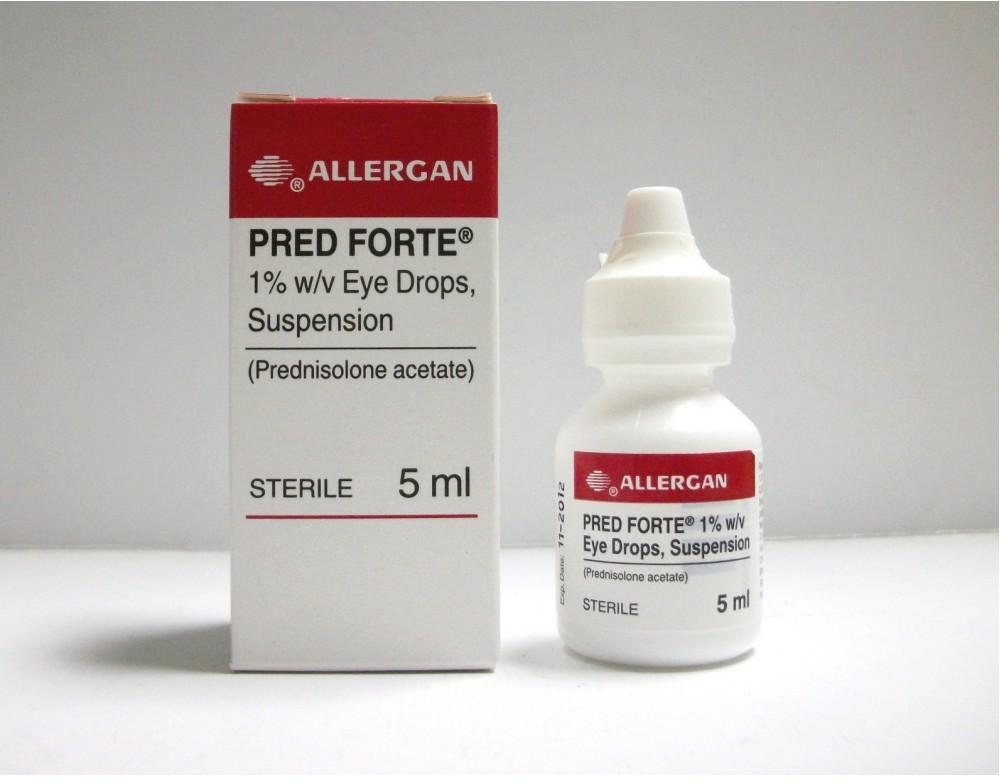 ® ALLERGAN
PRED FORTE®
1% w/v Eye Drops,
Suspension
(Prednisolone acetate)
STERILE 5 ml
® ALLERGAN
PRED FORTE® 1% w/v
Eye Drops, Suspension
(Prednisolone acetate)
STERILE 5 ml
Exp. Date: 11-2012